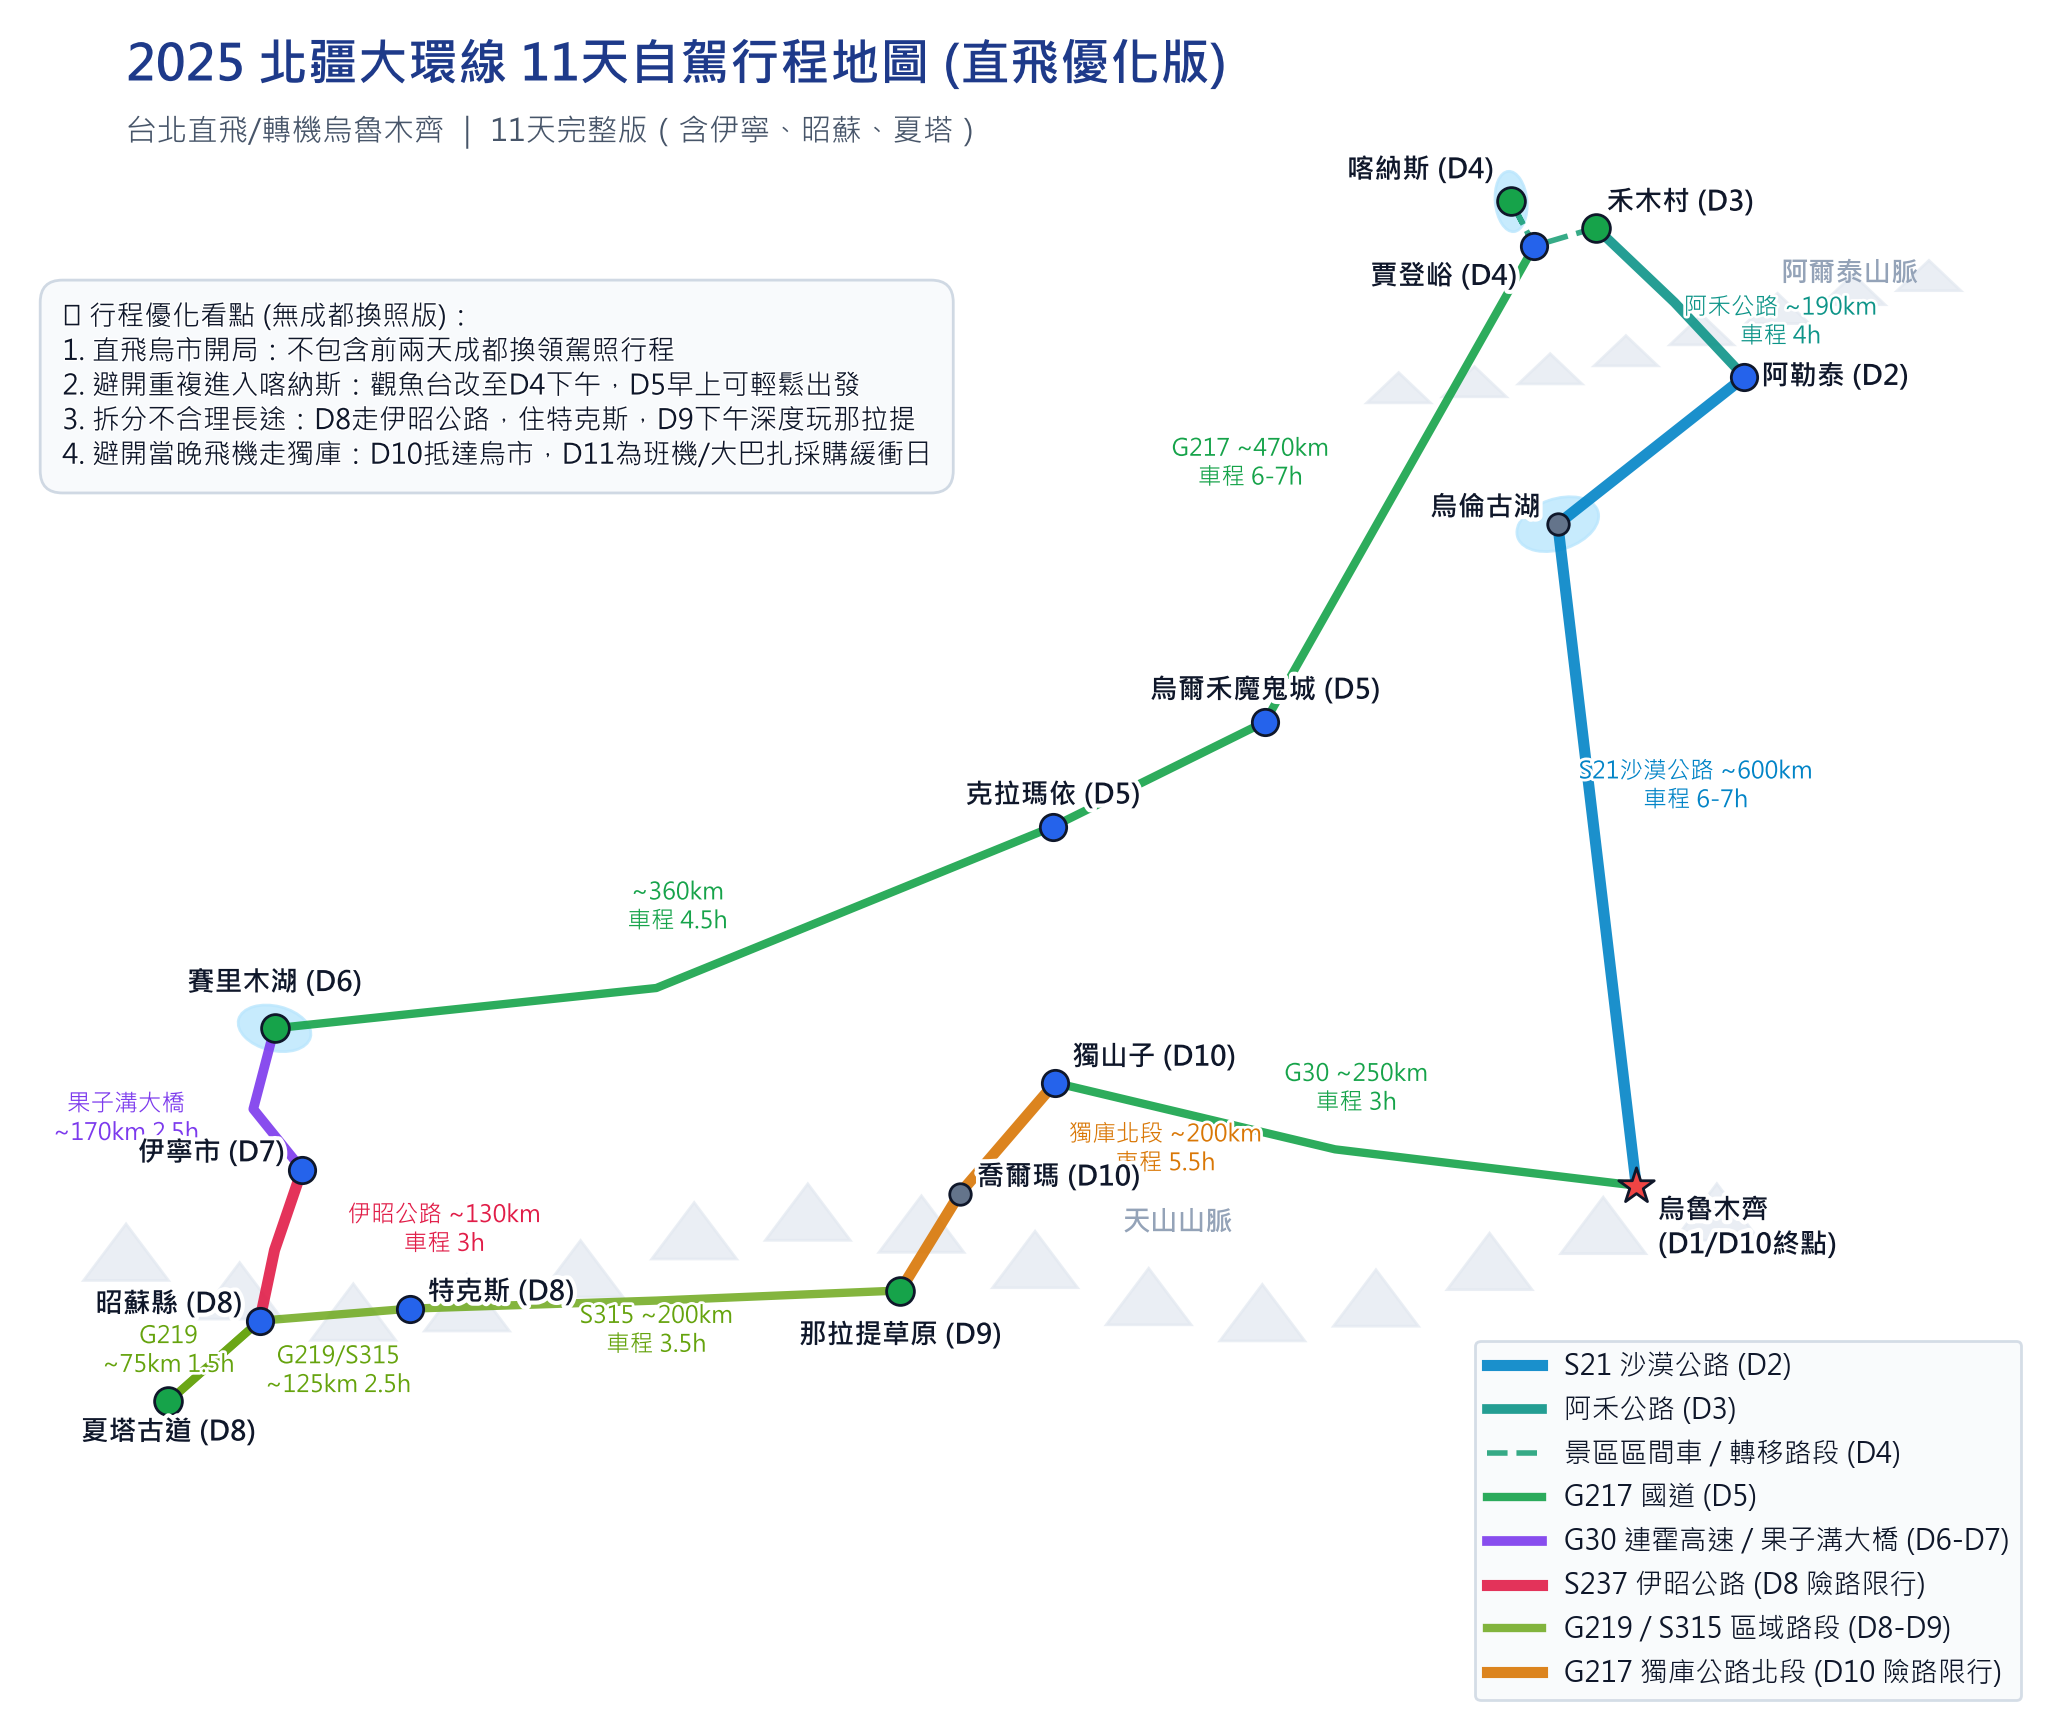 2025 北疆大環線 11天自駕行程地圖 (直飛優化版)
台北直飛/轉機烏魯木齊 | 11天完整版 ( 含伊寧、昭蘇、夏塔 )
行程優化看點 (無成都換照版) :
1. 直飛烏市開局：不包含前兩天成都換領駕照行程
2. 避開重複進入喀納斯：觀魚台改至D4下午，D5早上可輕鬆出發
3. 拆分不合理長途：D8走伊昭公路，住特克斯，D9下午深度玩那拉提
4. 避開當晚飛機走獨庫：D10抵達烏市，D11為班機/大巴扎採購緩衝日
喀納斯 (D4)
禾木村 (D3)
賈登峪 (D4)
阿爾泰山脈
阿禾公路 ~190km
車程 4h
阿勒泰 (D2)
G217 ~470km
車程 6-7h
烏倫古湖
烏爾禾魔鬼城 (D5)
S21沙漠公路 ~600km
車程 6-7h
克拉瑪依 (D5)
~360km
車程 4.5h
賽里木湖 (D6)
獨山子 (D10)
G30 ~250km
車程 3h
果子溝大橋
~170km 2.5h
伊寧市 (D7)
獨庫北段 ~200km
車程 5.5h
喬爾瑪 (D10)
天山山脈
烏魯木齊
(D1/D10終點)
伊昭公路 ~130km
車程 3h
昭蘇縣 (D8)
特克斯 (D8)
G219
~75km 1.5h
G219/S315
~125km 2.5h
S315 ~200km
車程 3.5h
那拉提草原 (D9)
夏塔古道 (D8)
S21 沙漠公路 (D2)
阿禾公路 (D3)
景區區間車 / 轉移路段 (D4)
G217 國道 (D5)
G30 連霍高速 / 果子溝大橋 (D6-D7)
S237 伊昭公路 (D8 險路限行)
G219 / S315 區域路段 (D8-D9)
G217 獨庫公路北段 (D10 險路限行)